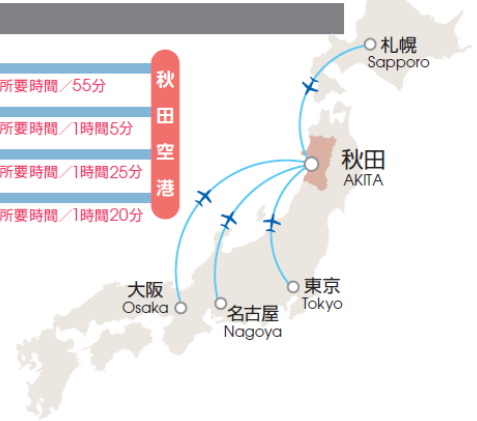 所要時間／55分
所要時間／1時間5分
所要時間／1時間25分
所要時間／1時間20分
秋田空港
札幌
Sapporo
秋田
AKITA
大阪
Osaka
名古屋
Nagoya
東京
Tokyo